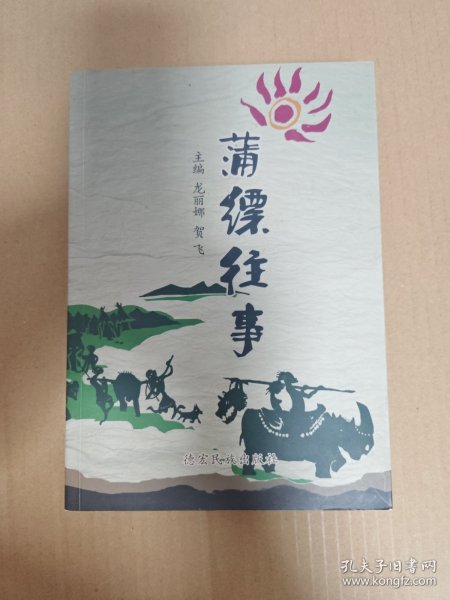 蒲缥往事
主编 龙丽娜 贺飞
德宏民族出版社
孔夫子旧书网
www.kongfz.com